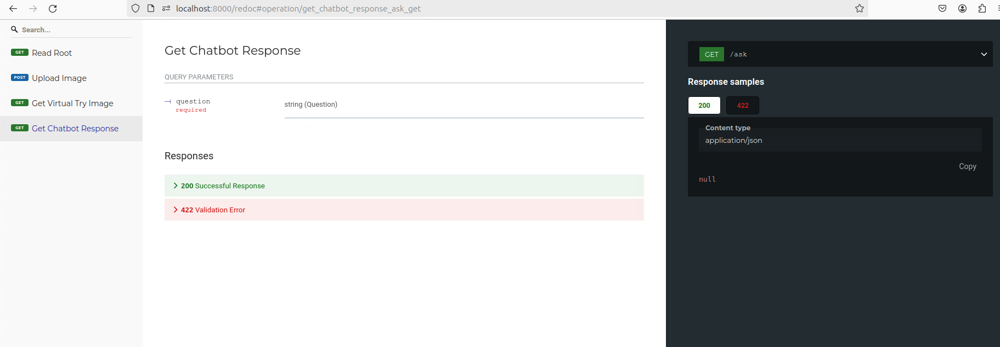 localhost:8000/redoc#operation/get_chatbot_response_ask_get
Search...
GET Read Root
POST Upload Image
GET Get Virtual Try Image
GET Get Chatbot Response
Get Chatbot Response
QUERY PARAMETERS
question
required
string (Question)
Responses
200 Successful Response
422 Validation Error
GET /ask
Response samples
200 422
Content type
application/json
Copy
null